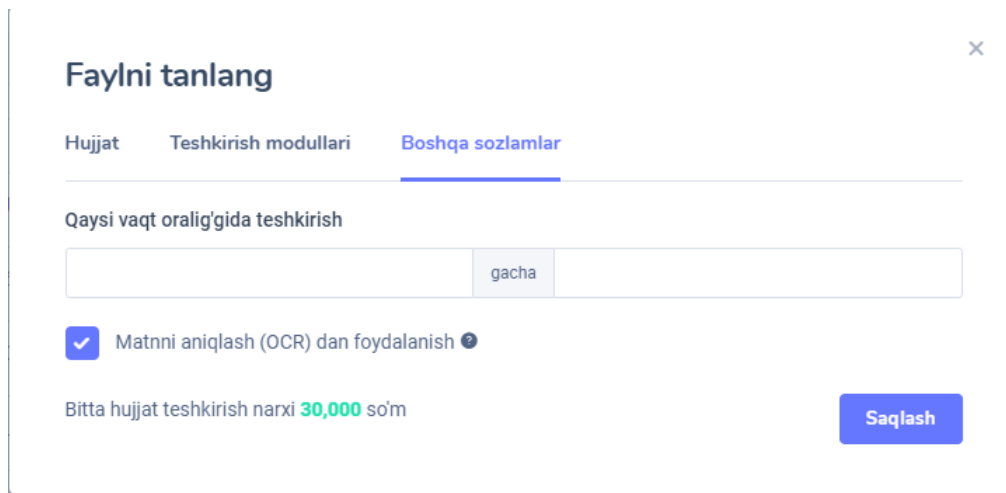 Faylni tanlang
Hujjat Teshkirish modullari Boshqa sozlamlar
Qaysi vaqt oralig'gida teshkirish
gacha
Matnni aniqlash (OCR) dan foydalanish
Bitta hujjat teshkirish narxi 30,000 so'm
Saqlash